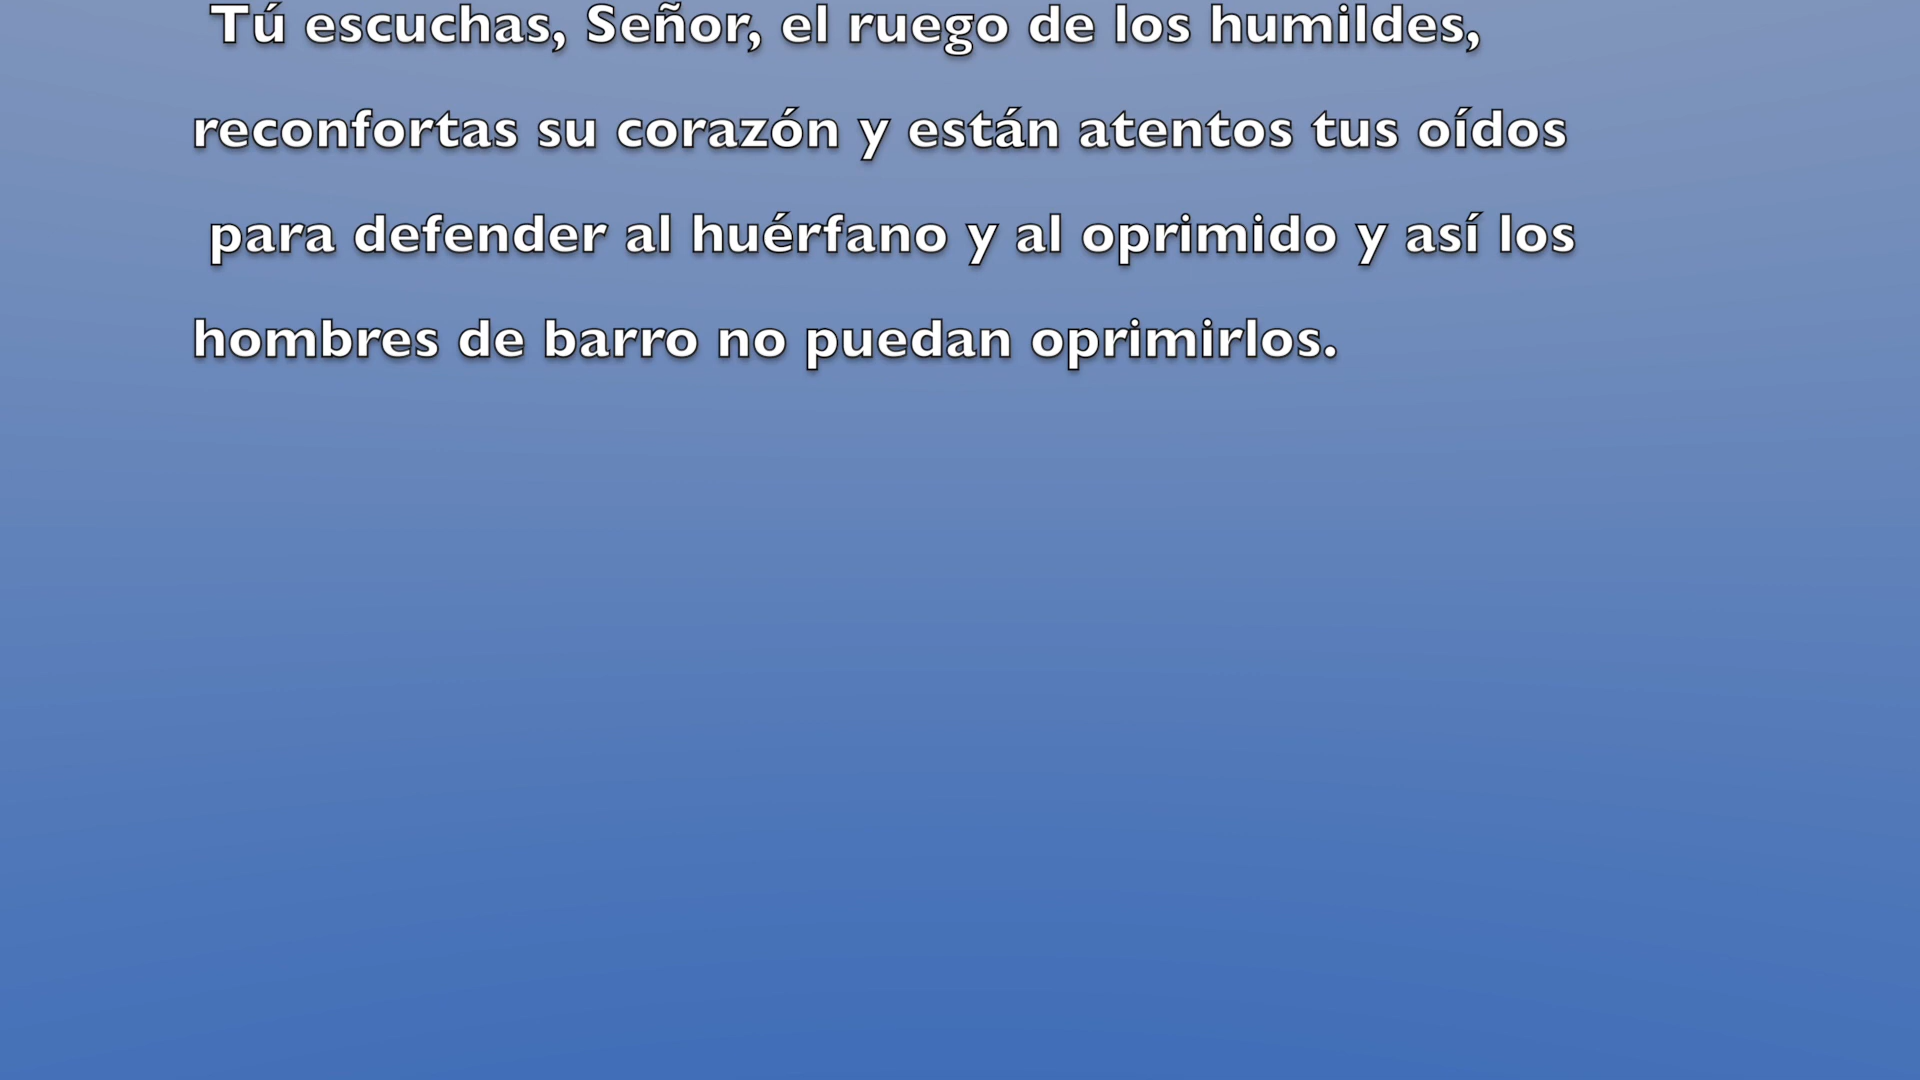 Tú escuchas, Señor, el ruego de los humildes,
reconfortas su corazón y están atentos tus oídos
para defender al huérfano y al oprimido y así los
hombres de barro no puedan oprimirlos.